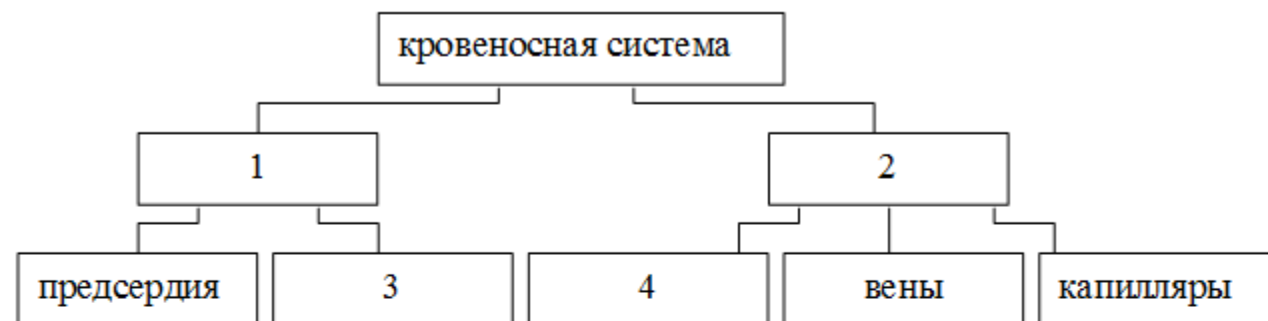 кровеносная система
1
2
предсердия
3
4
вены
капилляры